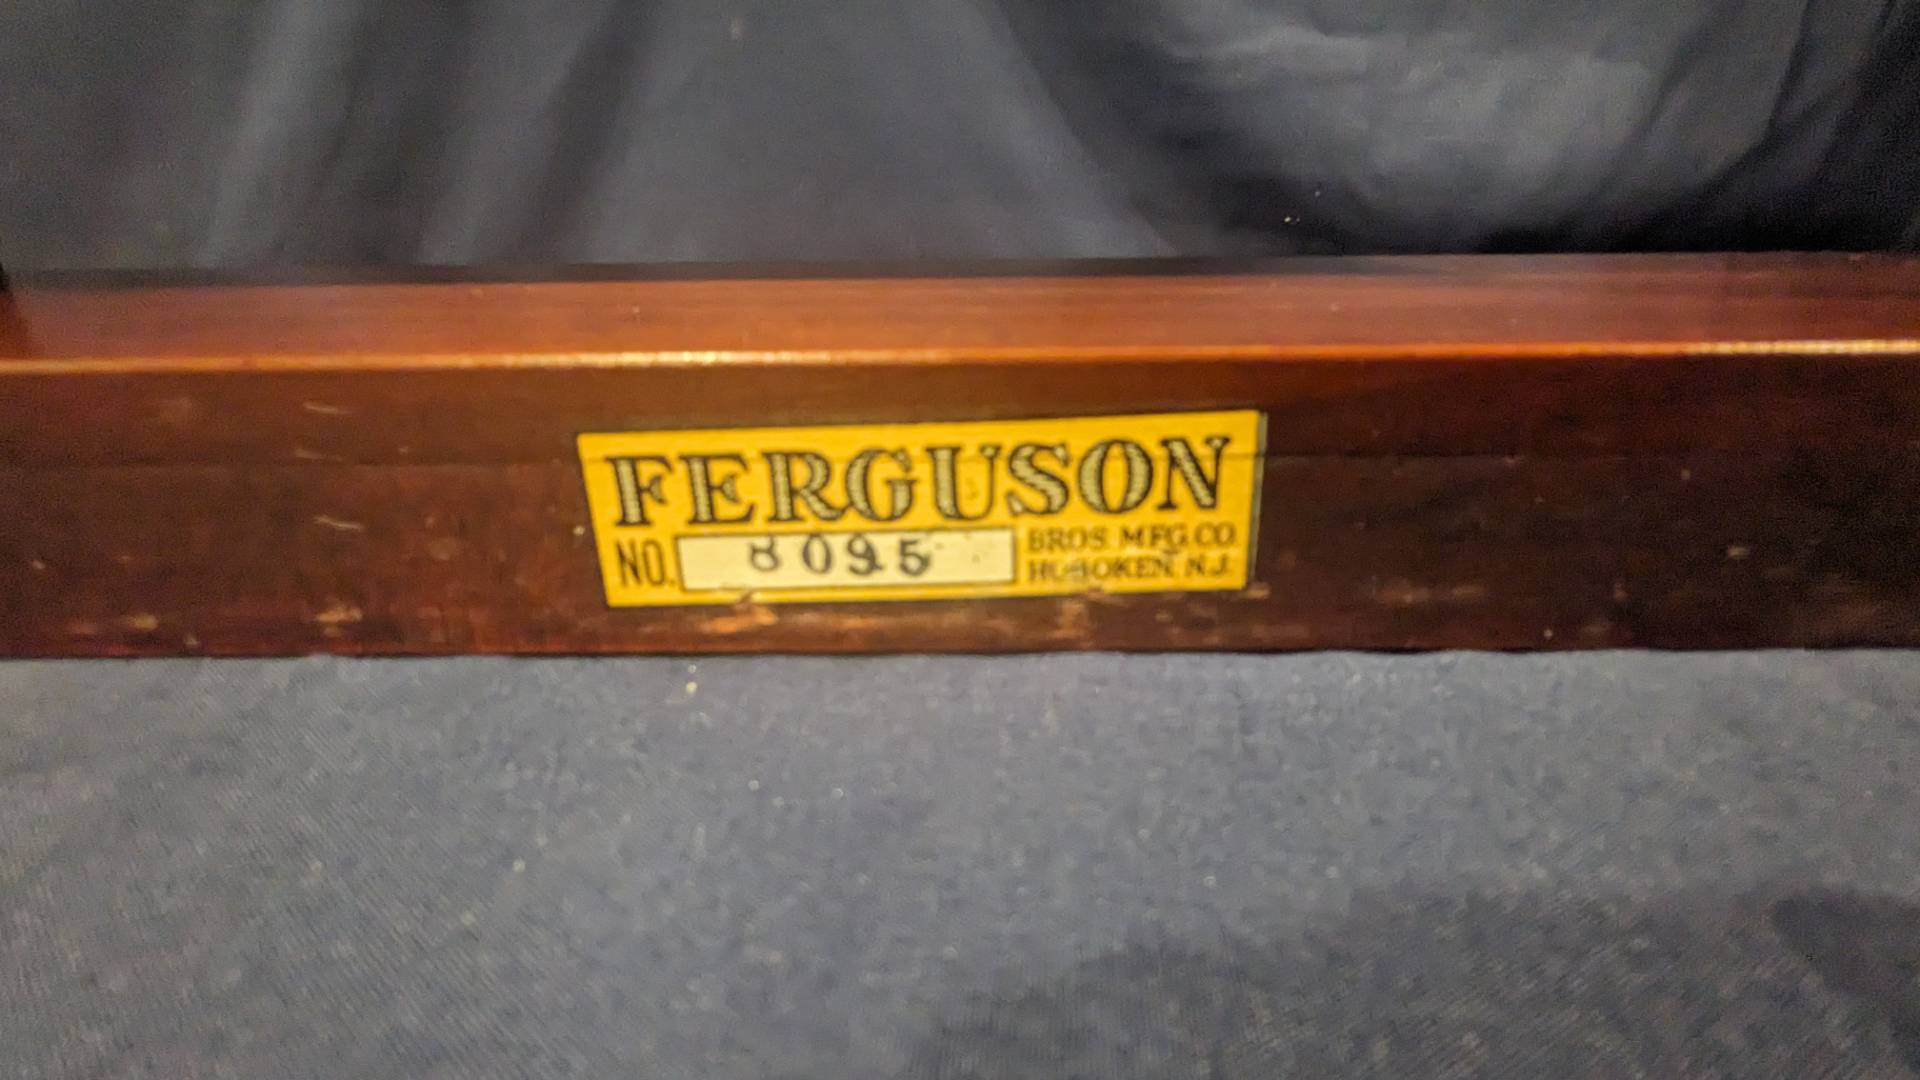 FERGUSON
NO. 8095
BROS. MFG. CO.
HOBOKEN, N.J.